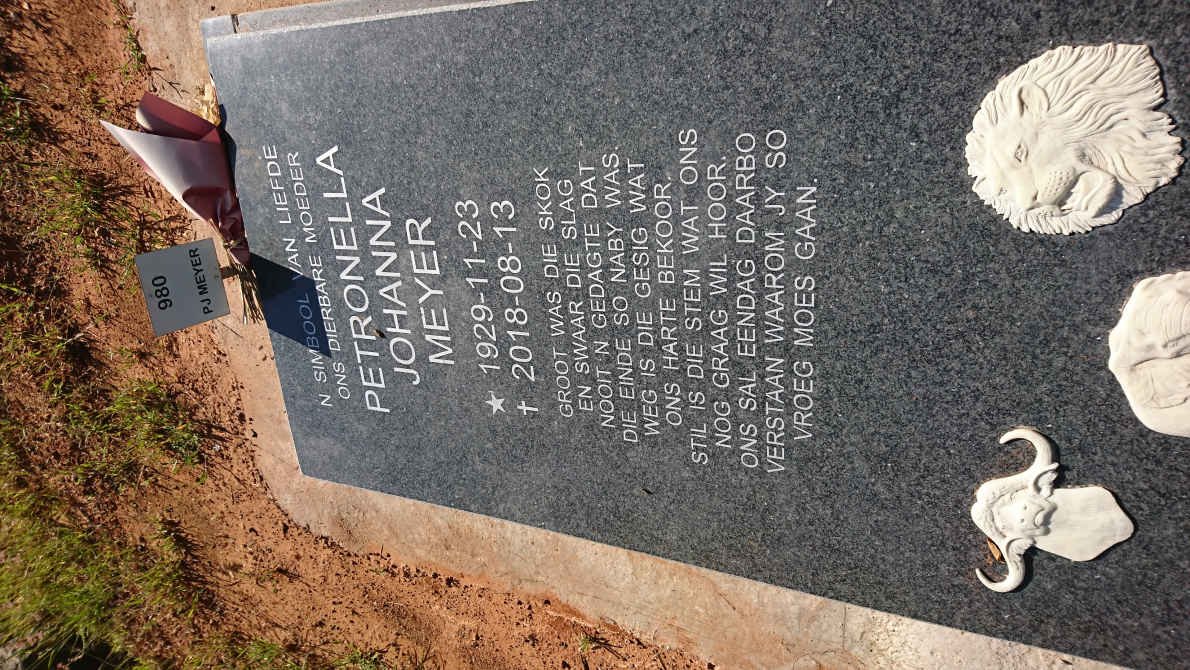 980
P J MEYER
N SIMBOOL VAN LIEFDE
ONS DIERBARE MOEDER
PETRONELLA
JOHANNA
MEYER
★ 1929-11-23
✝ 2018-08-13
GROOT WAS DIE SKOK
EN SWAAR DIE SLAG
NOOIT N GEDAGTE DAT
DIE EINDE SO NABY WAS.
WEG IS DIE GESIG WAT
ONS HARTE BEKOOR.
STIL IS DIE STEM WAT ONS
NOG GRAAG WIL HOOR.
ONS SAL EENDAG DAARBO
VERSTAAN WAAROM JY SO
VROEG MOES GAAN.